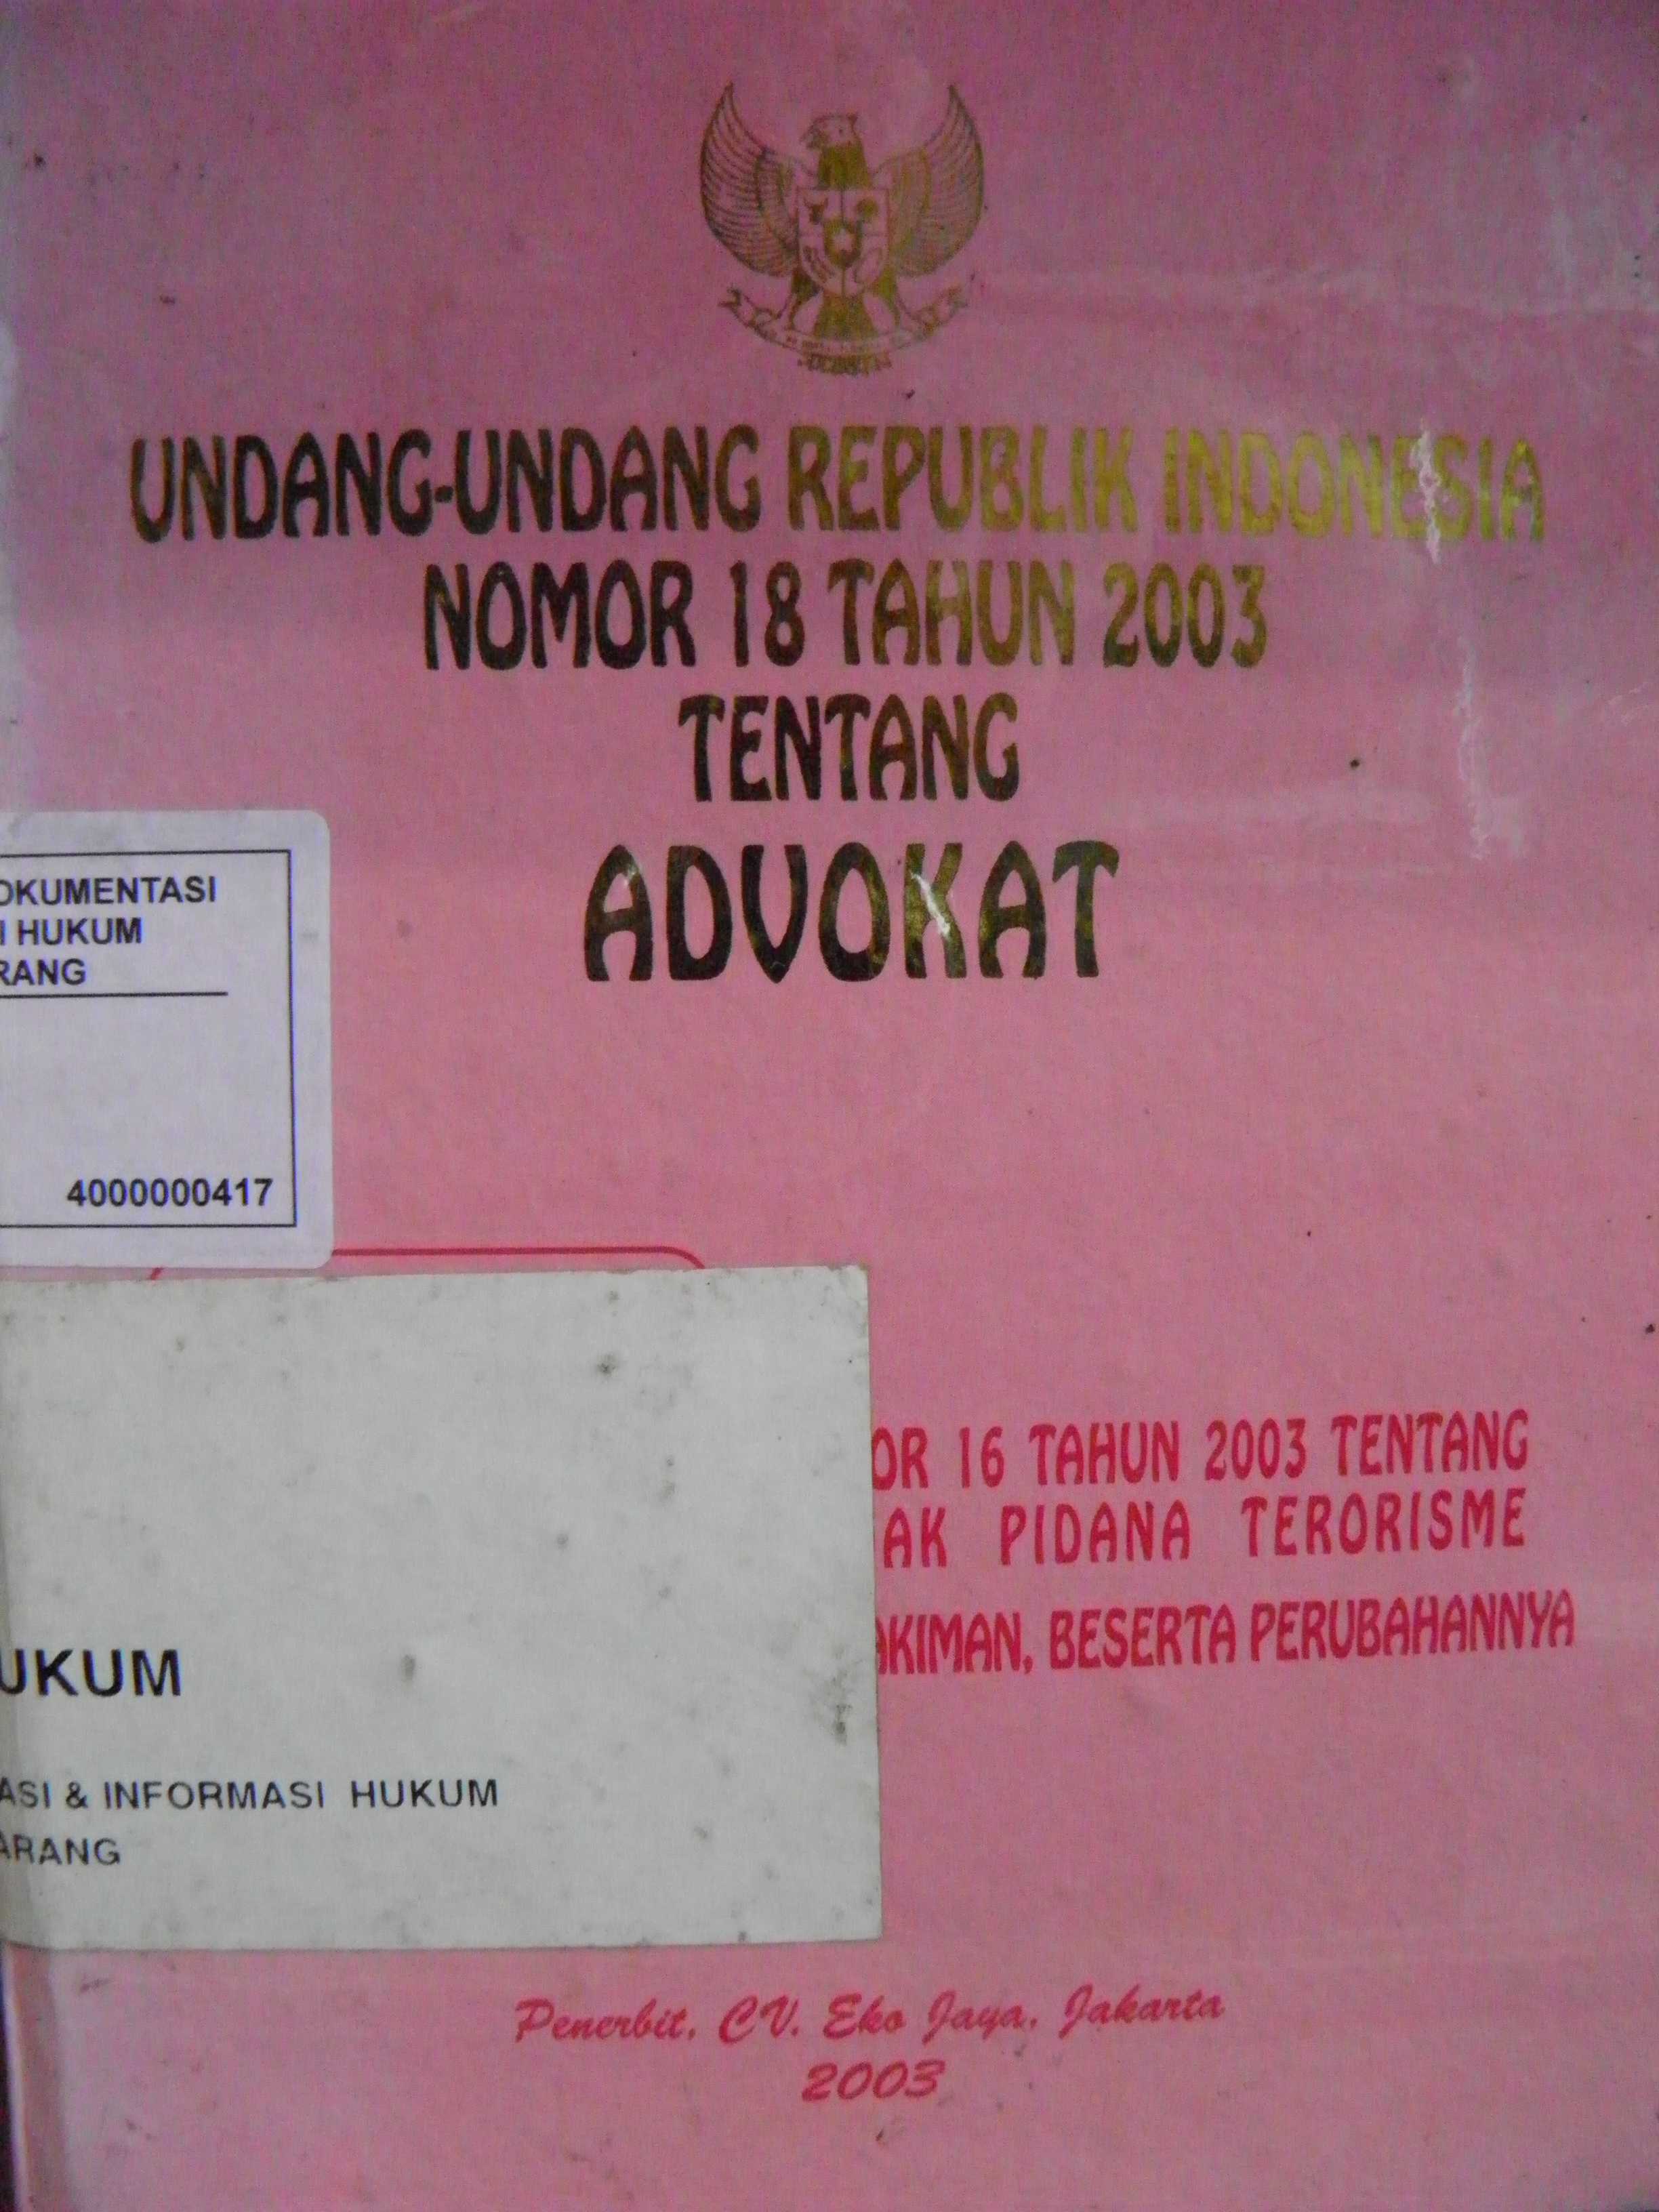 UNDANG-UNDANG REPUBLIK INDONESIA
NOMOR 18 TAHUN 2003
TENTANG
ADVOKAT
OKUMENTASI
I HUKUM
RANG
4000000417
OR 16 TAHUN 2003 TENTANG
AK PIDANA TERORISME
AKIMAN, BESERTA PERUBAHANNYA
UKUM
ASI & INFORMASI HUKUM
ARANG
Penerbit, CV. Eko Jaya, Jakarta
2003